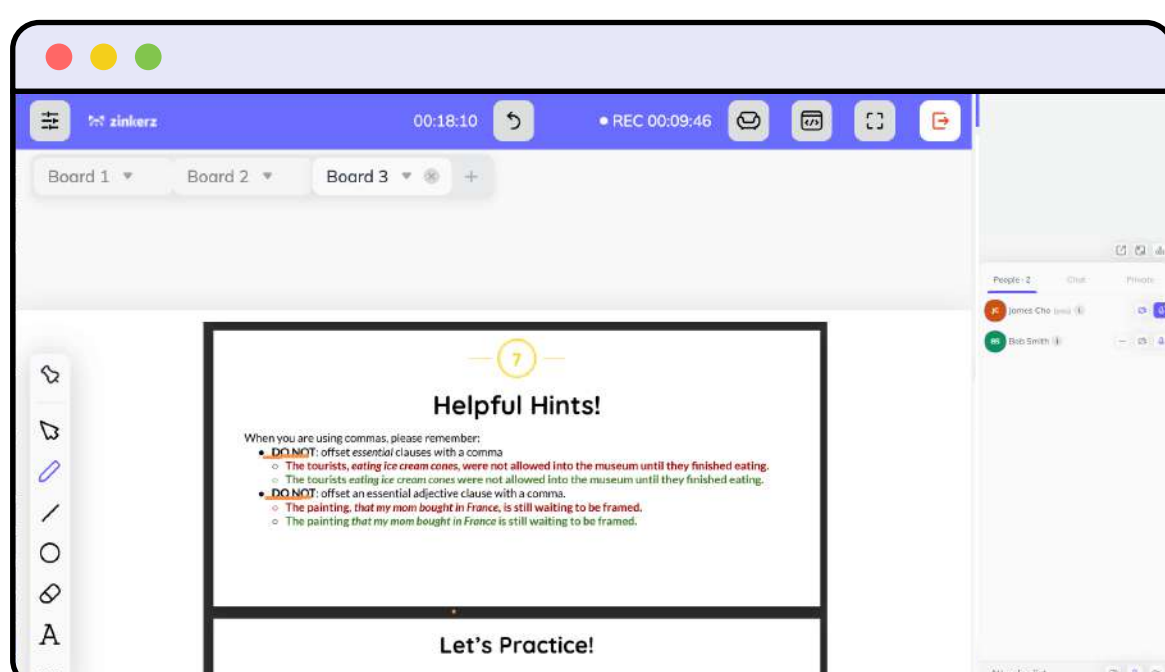 zinkerz
00:18:10
REC 00:09:46
Board 1
Board 2
Board 3
+
People · 2
Chat
Private
JC
James Cho (you)
BS
Bob Smith
7
Helpful Hints!
When you are using commas, please remember:
• DO NOT: offset essential clauses with a comma
○ The tourists, eating ice cream cones, were not allowed into the museum until they finished eating.
○ The tourists eating ice cream cones were not allowed into the museum until they finished eating.
• DO NOT: offset an essential adjective clause with a comma.
○ The painting, that my mom bought in France, is still waiting to be framed.
○ The painting that my mom bought in France is still waiting to be framed.
A
Let's Practice!